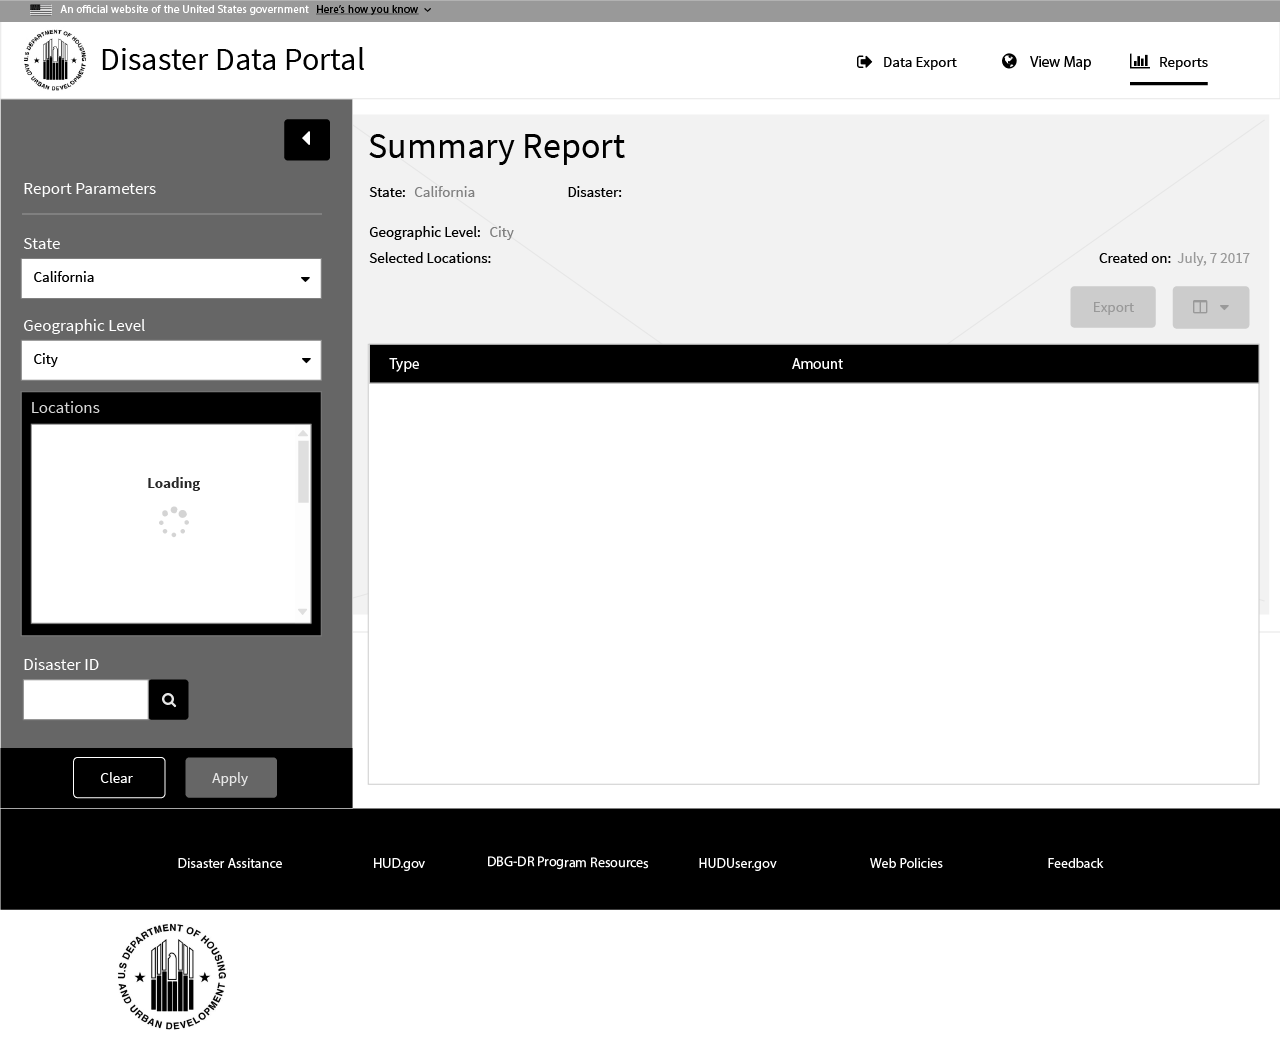 An official website of the United States government Here's how you know
U.S DEPARTMENT OF HOUSING AND URBAN DEVELOPMENT
Disaster Data Portal
Data Export
View Map
Reports
Report Parameters
State
California
Geographic Level
City
Locations
Loading
Disaster ID
Clear
Apply
Summary Report
State: California
Disaster:
Geographic Level: City
Selected Locations:
Created on: July, 7 2017
Export
Type
Amount
Disaster Assitance
HUD.gov
DBG-DR Program Resources
HUDUser.gov
Web Policies
Feedback
U.S DEPARTMENT OF HOUSING
AND URBAN DEVELOPMENT